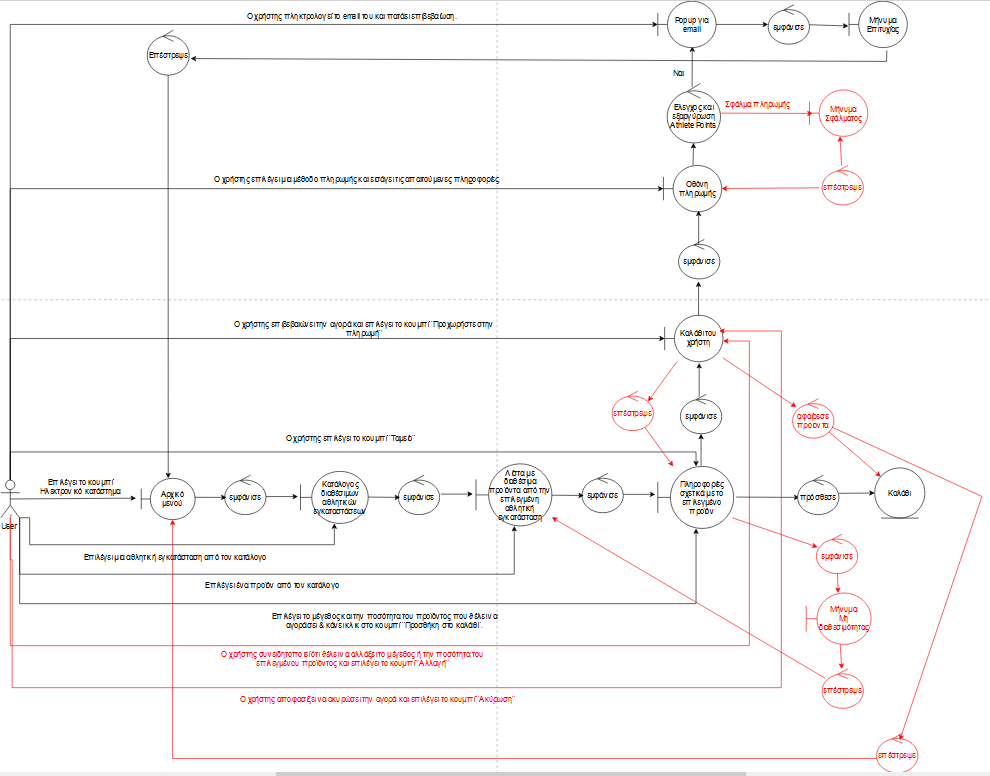 Ο χρήστης πληκτρολογεί το email του και πατάει επιβεβαίωση.
Pop up για
email
εμφάνισε
Μήνυμα
Επιτυχίας
Επέστρεψε
Ναι
Έλεγχος και
εξαργύρωση
Athlete Points
Σφάλμα πληρωμής
Μήνυμα
Σφάλματος
Ο χρήστης επιλέγει μια μέθοδο πληρωμής και εισάγει τις απαιτούμενες πληροφορίες
Οθόνη
πληρωμής
επέστρεψε
εμφάνισε
Ο χρήστης επιβεβαιώνει την αγορά και επιλέγει το κουμπί "Προχωρήστε στην
πληρωμή"
Καλάθι του
χρήστη
επέστρεψε
εμφάνισε
αφαίρεσε
προϊόντα
Ο χρήστης επιλέγει το κουμπί "Ταμείο"
Επιλέγει το κουμπί
Ηλεκτρονικό κατάστημα
User
Αρχικό
μενού
εμφάνισε
Κατάλογος
διαθέσιμων
αθλητικών
εγκαταστάσεων
εμφάνισε
Λίστα με
διαθέσιμα
προϊόντα από την
επιλεγμένη
αθλητική
εγκατάσταση
εμφάνισε
Πληροφορίες
σχετικά με το
επιλεγμένο
προϊόν
πρόσθεσε
Καλάθι
Επιλέγει μια αθλητική εγκατάσταση από τον κατάλογο
εμφάνισε
Επιλέγει ένα προϊόν από τον κατάλογο
Επιλέγει το μέγεθος και την ποσότητα του προϊόντος που θέλει να
αγοράσει & κάνει κλικ στο κουμπί "Προσθήκη στο καλάθι".
Μήνυμα
Μη
διαθεσιμότητας
Ο χρήστης συνειδητοποιεί ότι θέλει να αλλάξει το μέγεθος ή την ποσότητα του
επιλεγμένου προϊόντος και επιλέγει το κουμπί "Αλλαγή"
επέστρεψε
Ο χρήστης αποφασίζει να ακυρώσει την αγορά και επιλέγει το κουμπί "Ακύρωση"
επέστρεψε